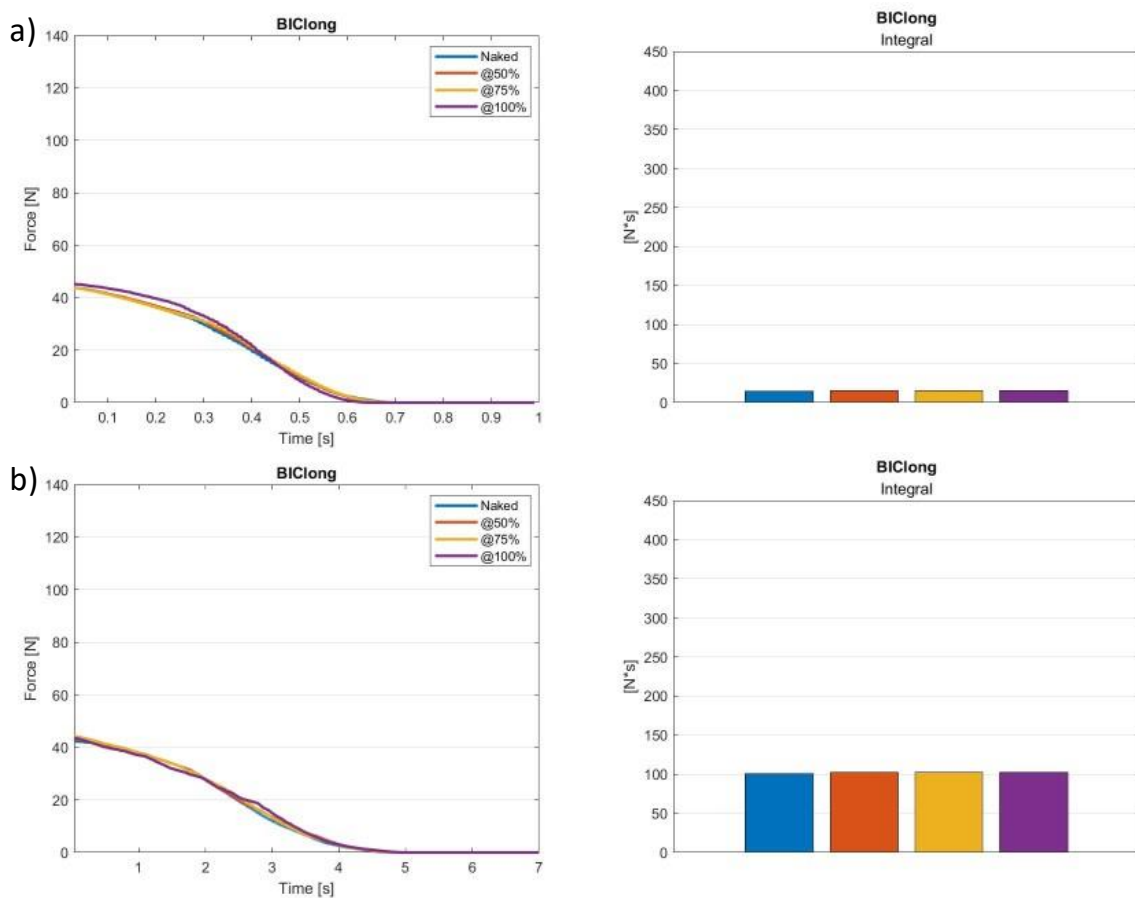 a)
BIClong
140
120
100
80
60
40
20
0
Force [N]
Naked
@50%
@75%
@100%
0.1 0.2 0.3 0.4 0.5 0.6 0.7 0.8 0.9 1
Time [s]
BIClong
Integral
450
400
350
300
250
200
150
100
50
0
[N*s]
b)
BIClong
140
120
100
80
60
40
20
0
Force [N]
Naked
@50%
@75%
@100%
1 2 3 4 5 6 7
Time [s]
BIClong
Integral
450
400
350
300
250
200
150
100
50
0
[N*s]